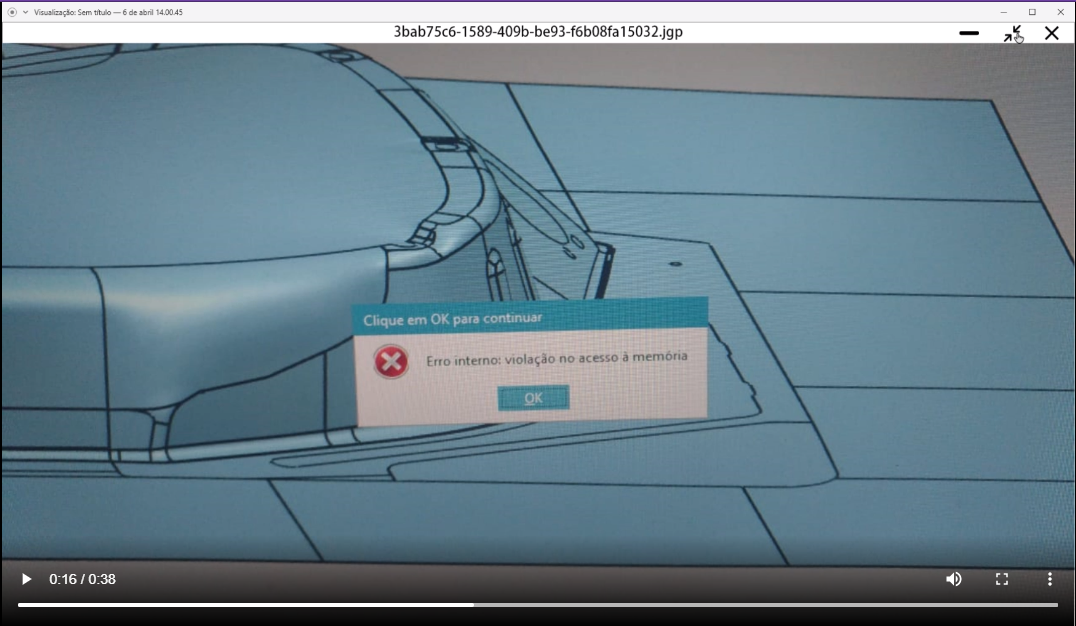 Visualização: Sem título — 6 de abril 14.00.45
3bab75c6-1589-409b-be93-f6b08fa15032.jgp
Clique em OK para continuar
Erro interno: violação no acesso à memória
OK
0:16 / 0:38